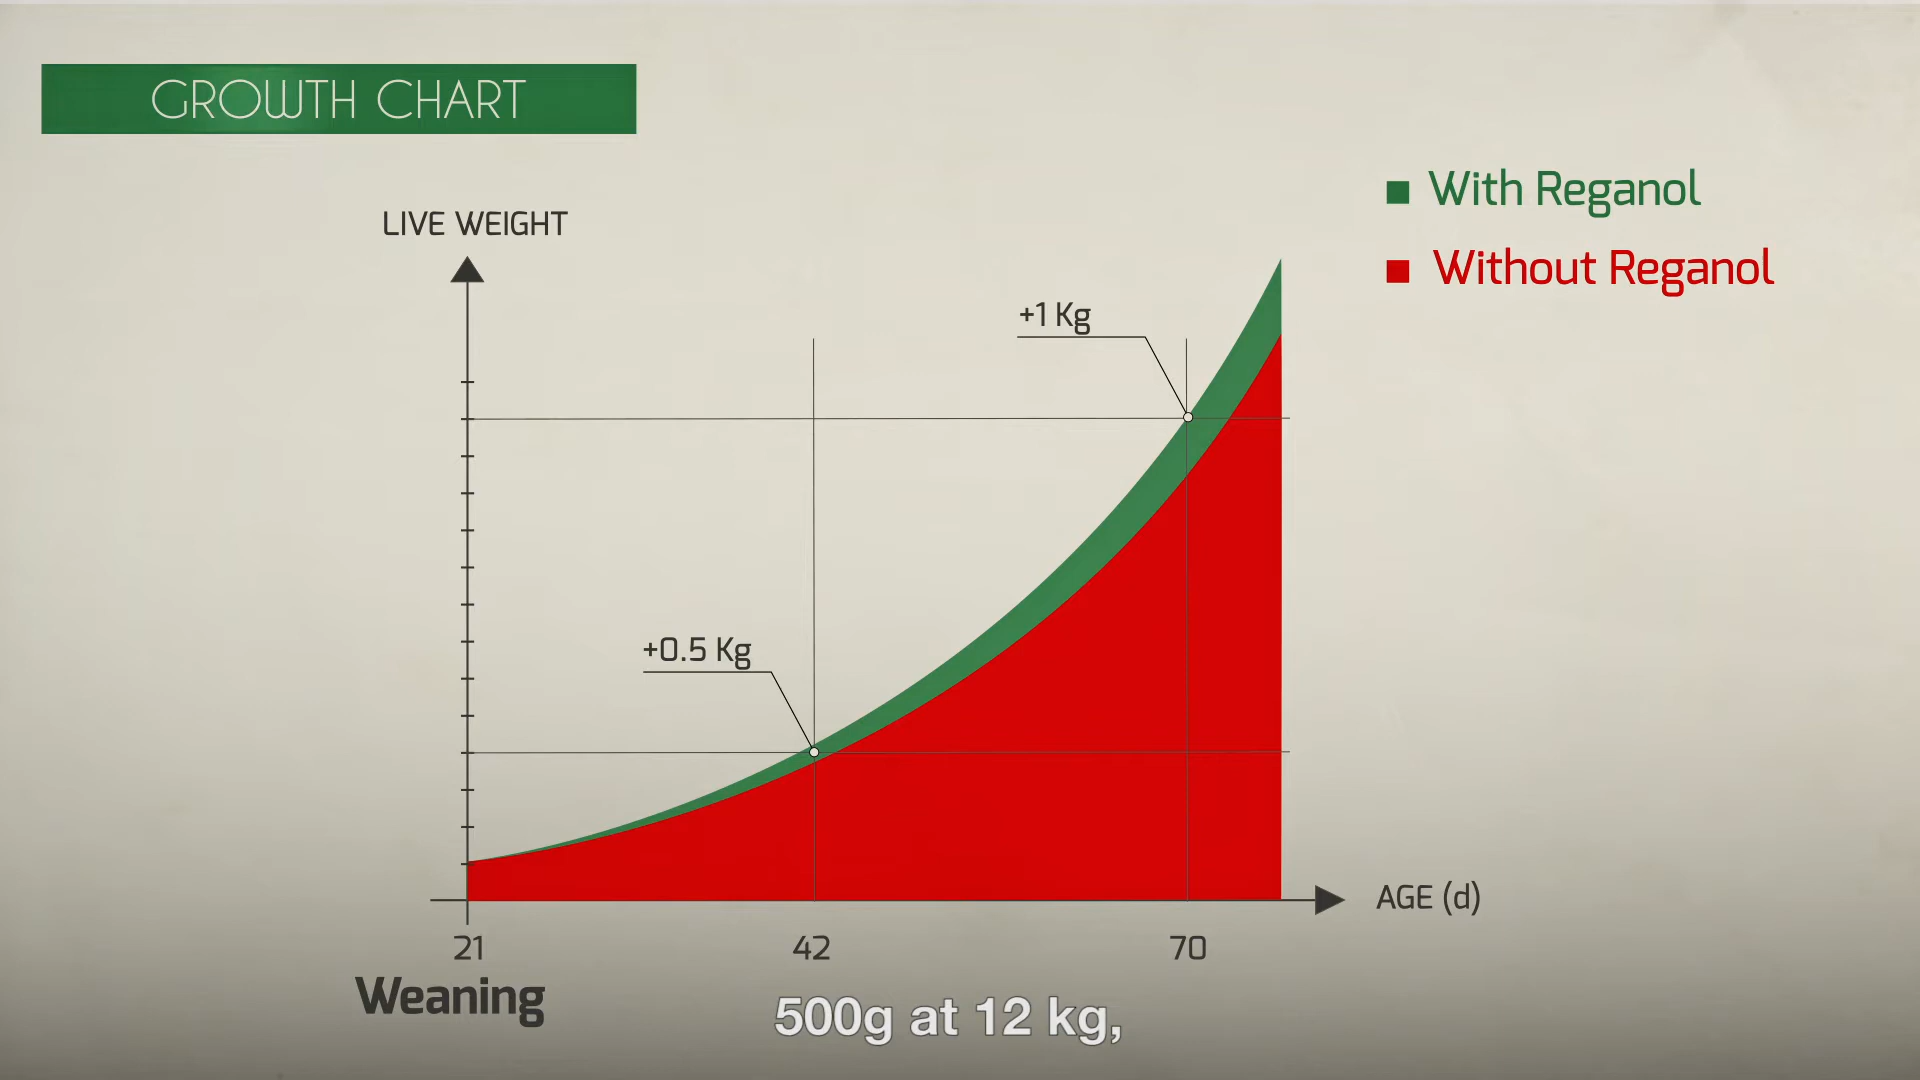 GROWTH CHART
With Reganol
Without Reganol
LIVE WEIGHT
+1 Kg
+0.5 Kg
AGE (d)
21
42
70
Weaning
500g at 12 kg,